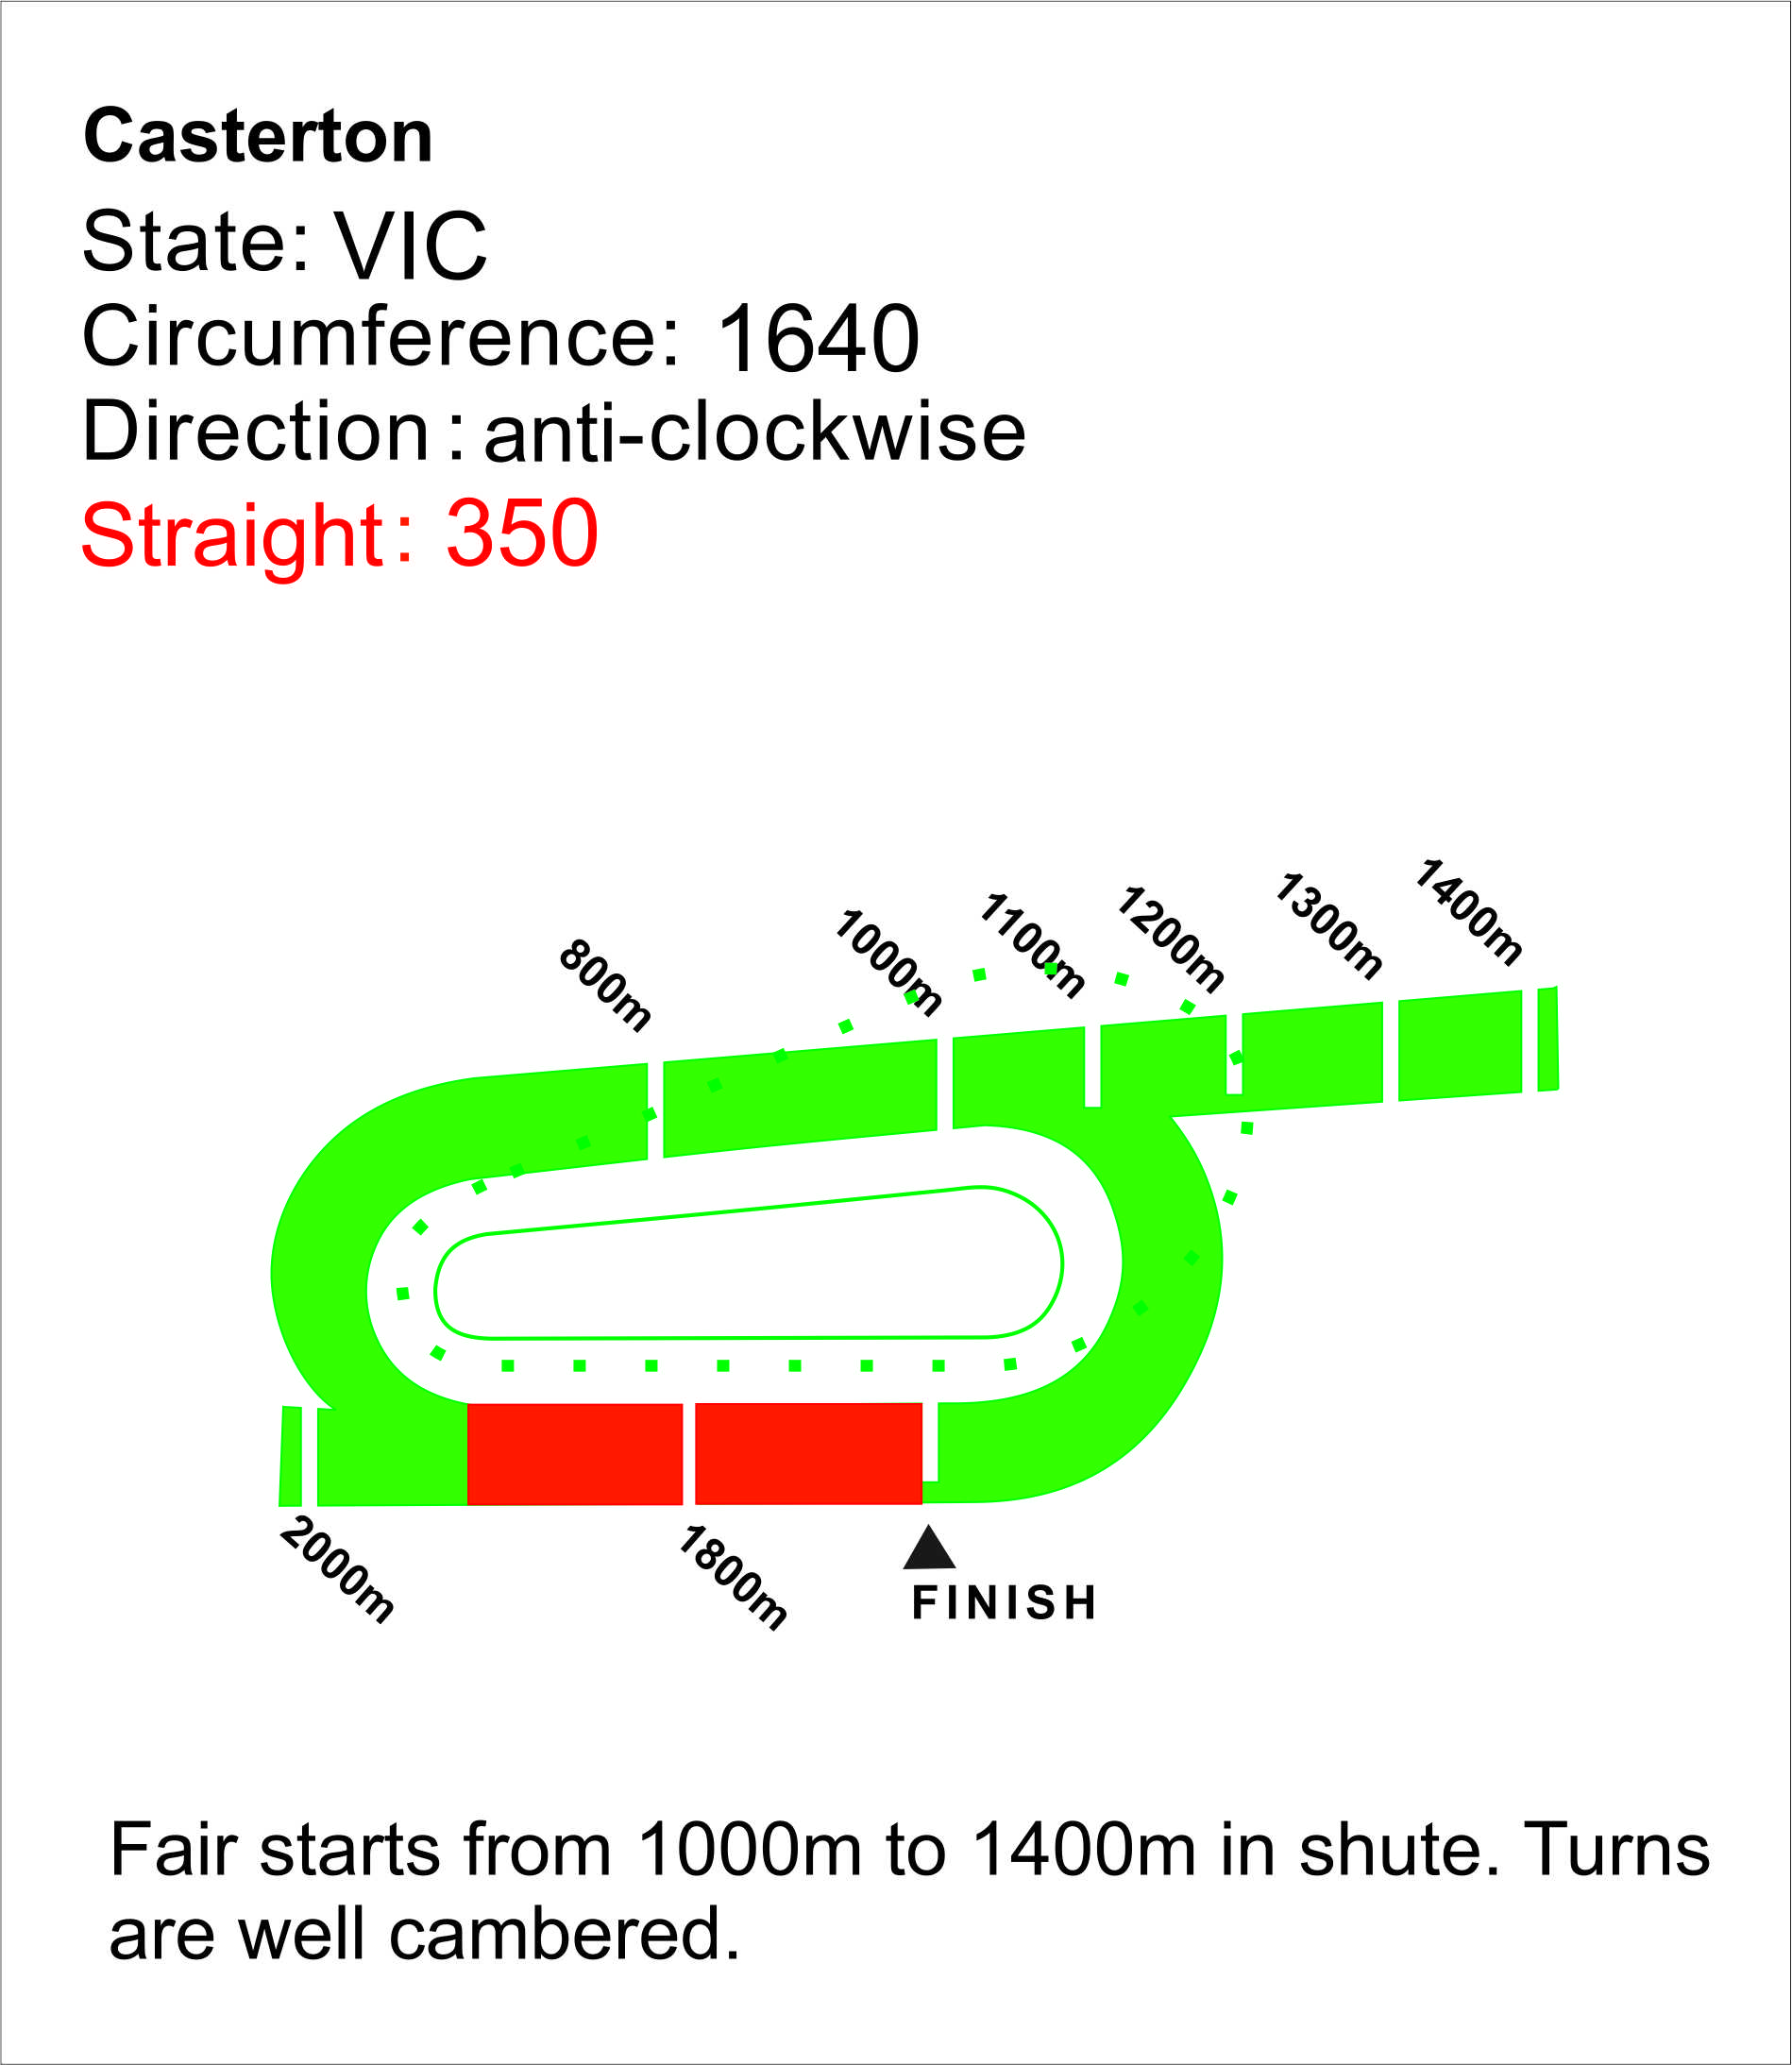 Casterton
State: VIC
Circumference: 1640
Direction : anti-clockwise
Straight : 350
800m
1000m
1100m
1200m
1300m
1400m
2000m
1800m
FINISH
Fair starts from 1000m to 1400m in shute. Turns
are well cambered.